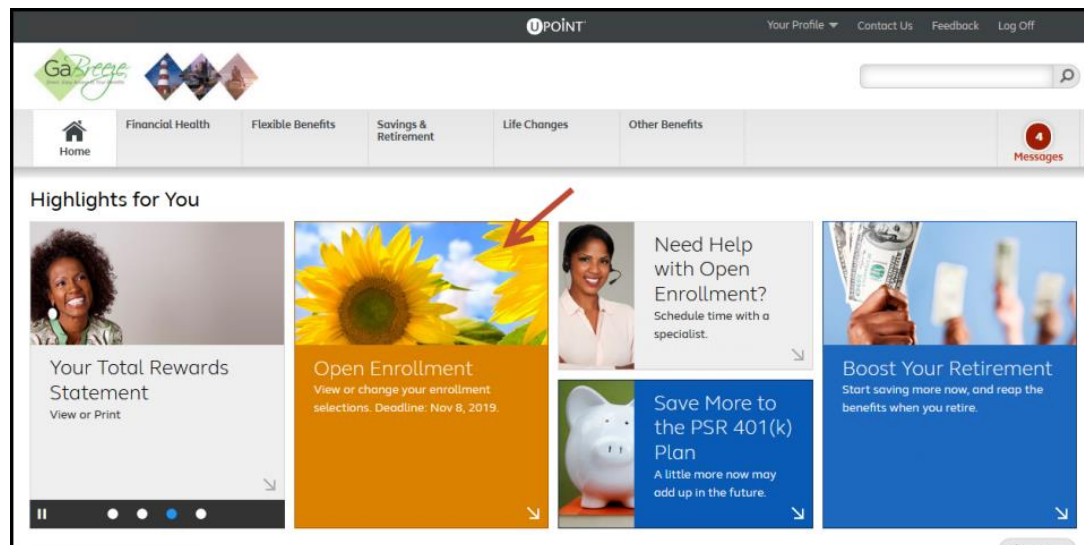 UPOINT
Your Profile Contact Us Feedback Log Off
GaBreeze
Home
Financial Health
Flexible Benefits
Savings &
Retirement
Life Changes
Other Benefits
4
Messages
Highlights for You
Your Total Rewards
Statement
View or Print
Open Enrollment
View or change your enrollment
selections. Deadline: Nov 8, 2019.
Need Help
with Open
Enrollment?
Schedule time with a
specialist.
Save More to
the PSR 401(k)
Plan
A little more now may
add up in the future.
Boost Your Retirement
Start saving more now, and reap the
benefits when you retire.